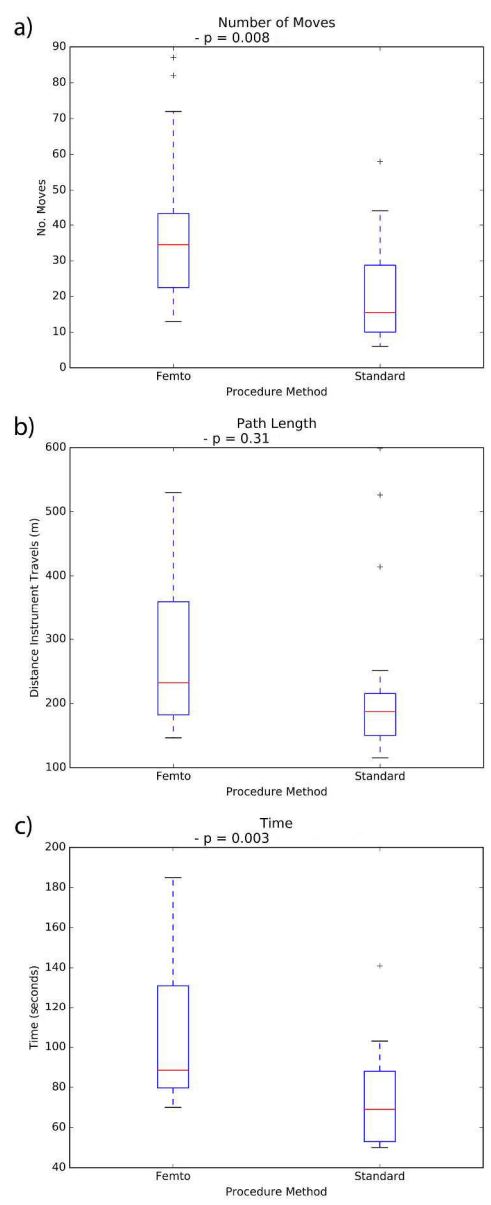 a)
Number of Moves
- p = 0.008
90
80
70
60
50
40
30
20
10
0
No. Moves
Femto Standard
Procedure Method
b)
Path Length
- p = 0.31
600
500
400
300
200
100
Distance Instrument Travels (m)
Femto Standard
Procedure Method
c)
Time
- p = 0.003
200
180
160
140
120
100
80
60
40
Time (seconds)
Femto Standard
Procedure Method